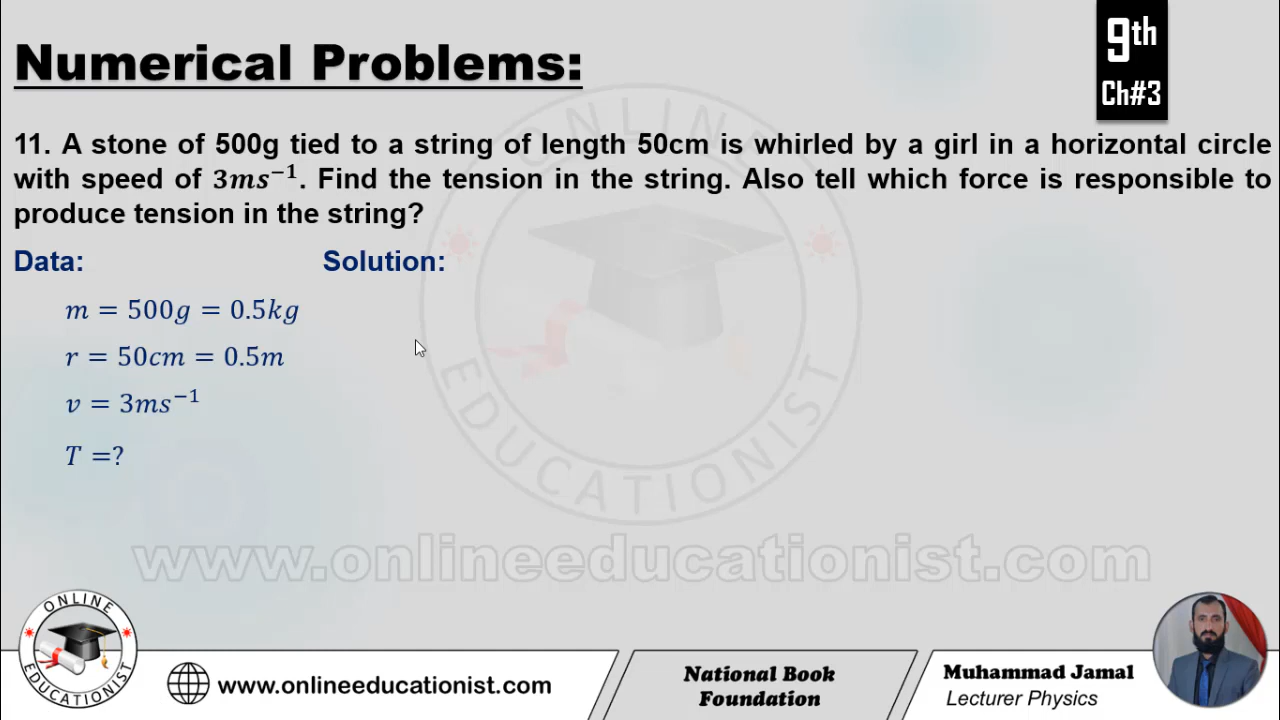 Numerical Problems:
9th
Ch#3
11. A stone of 500g tied to a string of length 50cm is whirled by a girl in a horizontal circle
with speed of 3ms⁻¹. Find the tension in the string. Also tell which force is responsible to
produce tension in the string?
Data:
Solution:
m = 500g = 0.5kg
r = 50cm = 0.5m
v = 3ms⁻¹
T =?
ONLINE
EDUCATIONIST
www.onlineeducationist.com
ONLINE
EDUCATIONIST
www.onlineeducationist.com
National Book
Foundation
Muhammad Jamal
Lecturer Physics